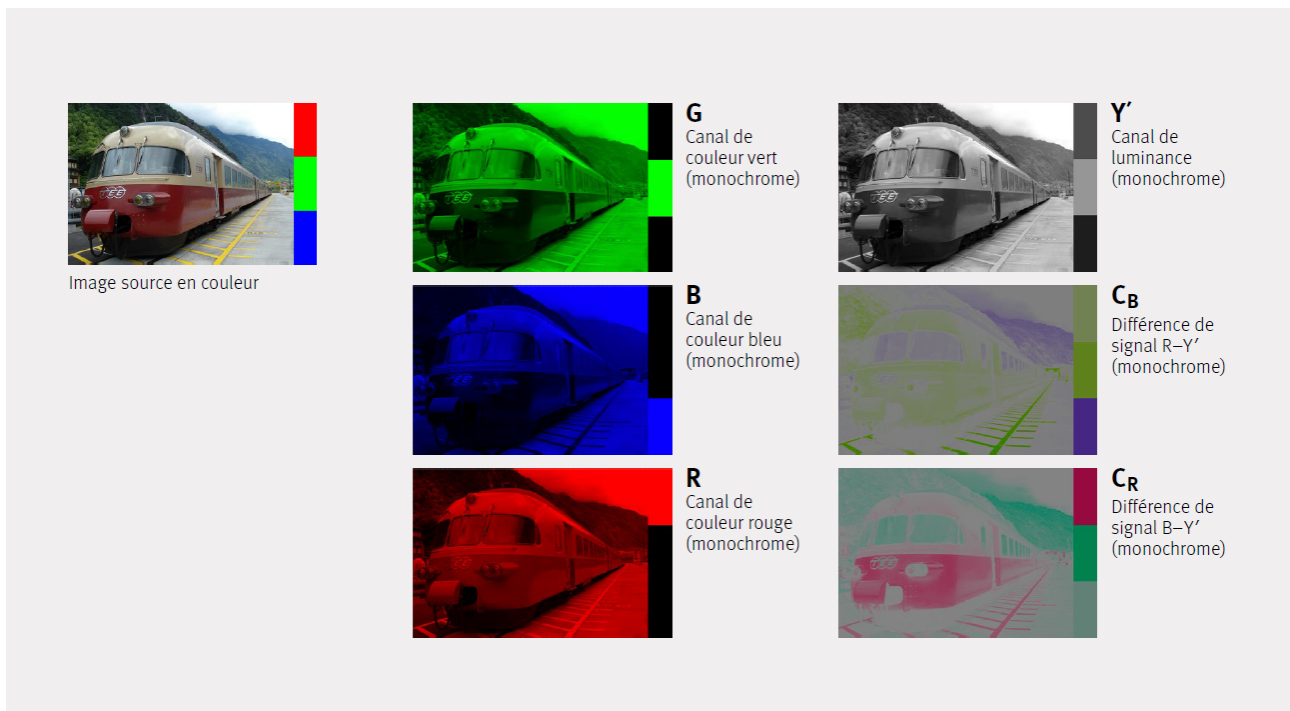 Image source en couleur
G
Canal de
couleur vert
(monochrome)
B
Canal de
couleur bleu
(monochrome)
R
Canal de
couleur rouge
(monochrome)
Y′
Canal de
luminance
(monochrome)
CB
Différence de
signal R–Y′
(monochrome)
CR
Différence de
signal B–Y′
(monochrome)